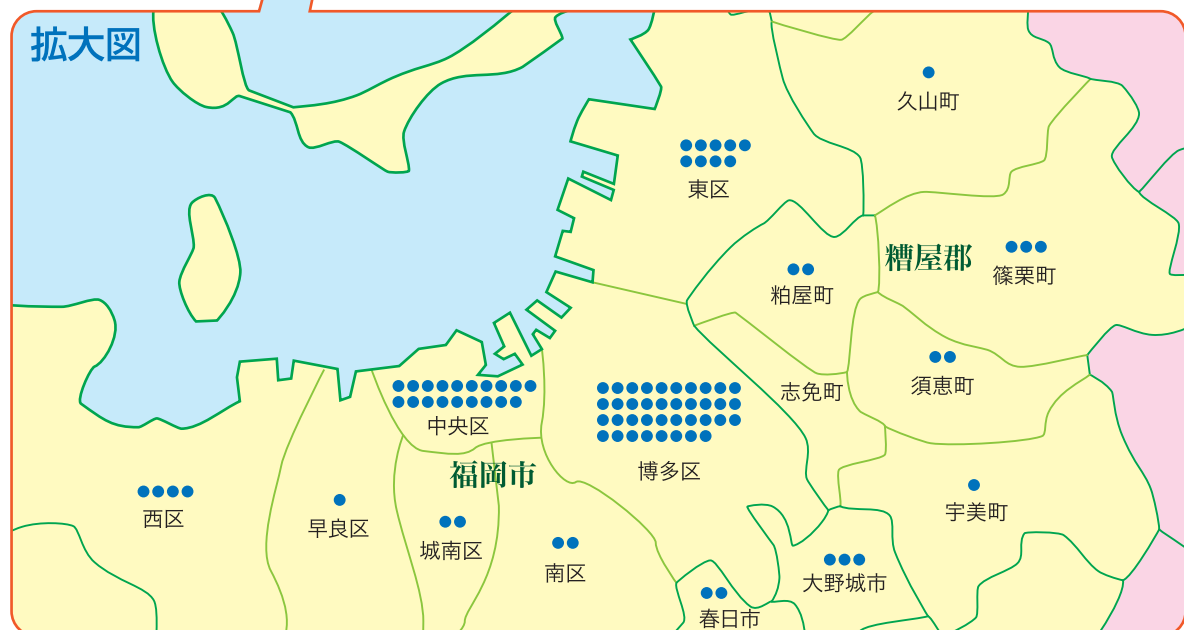 拡大図
久山町
東区
糟屋郡
篠栗町
粕屋町
須恵町
志免町
中央区
博多区
福岡市
西区
早良区
城南区
南区
宇美町
大野城市
春日市